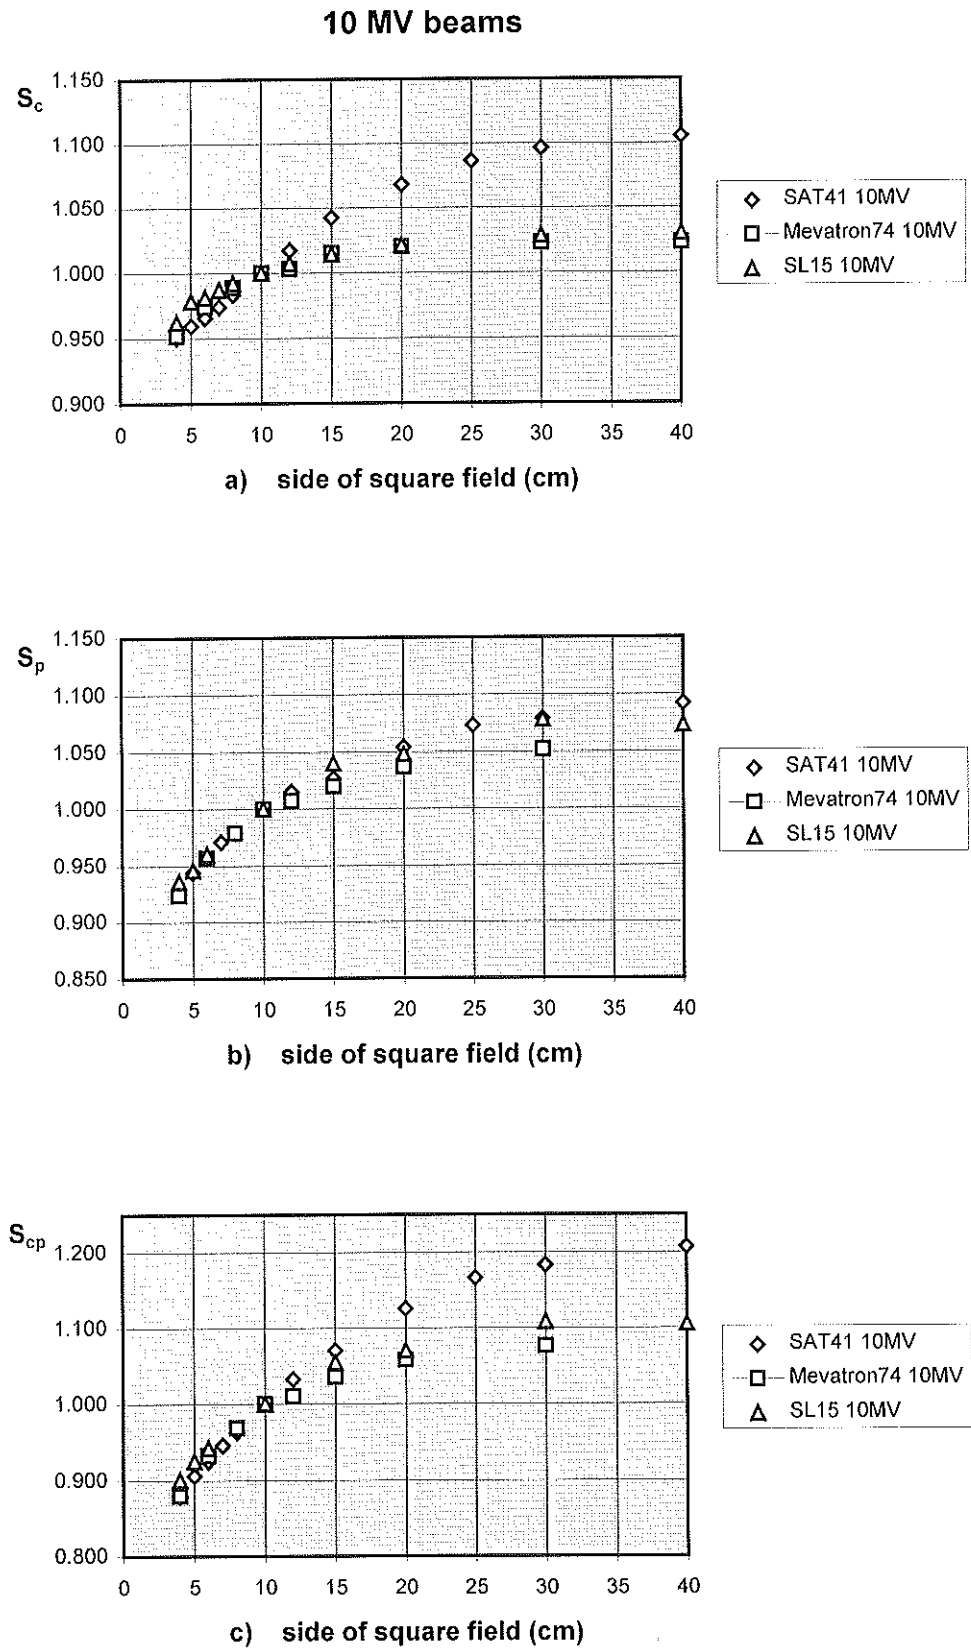 10 MV beams
Sc
1.150
1.100
1.050
1.000
0.950
0.900
0 5 10 15 20 25 30 35 40
a) side of square field (cm)
SAT41 10MV
Mevatron74 10MV
SL15 10MV
Sp
1.150
1.100
1.050
1.000
0.950
0.900
0.850
0 5 10 15 20 25 30 35 40
b) side of square field (cm)
SAT41 10MV
Mevatron74 10MV
SL15 10MV
Scp
1.200
1.100
1.000
0.900
0.800
0 5 10 15 20 25 30 35 40
c) side of square field (cm)
SAT41 10MV
Mevatron74 10MV
SL15 10MV